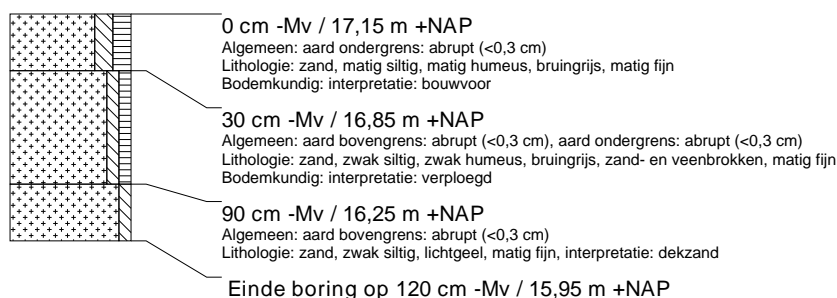 0 cm -Mv / 17,15 m +NAP
Algemeen: aard ondergrens: abrupt (<0,3 cm)
Lithologie: zand, matig siltig, matig humeus, bruingrijs, matig fijn
Bodemkundig: interpretatie: bouwvoor
30 cm -Mv / 16,85 m +NAP
Algemeen: aard bovengrens: abrupt (<0,3 cm), aard ondergrens: abrupt (<0,3 cm)
Lithologie: zand, zwak siltig, zwak humeus, bruingrijs, zand- en veenbrokken, matig fijn
Bodemkundig: interpretatie: verploegd
90 cm -Mv / 16,25 m +NAP
Algemeen: aard bovengrens: abrupt (<0,3 cm)
Lithologie: zand, zwak siltig, lichtgeel, matig fijn, interpretatie: dekzand
Einde boring op 120 cm -Mv / 15,95 m +NAP